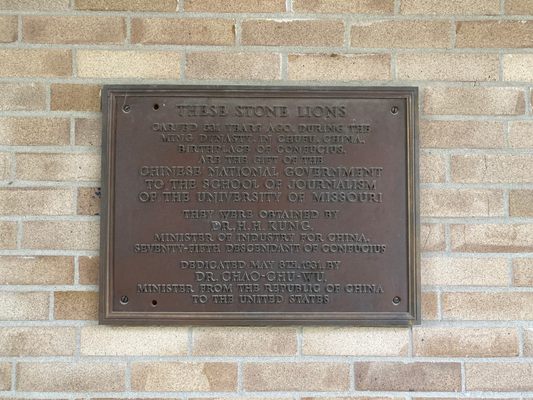 THESE STONE LIONS
CARVED YEARS AGO, DURING THE
MING DYNASTY, IN CHUFU, CHINA,
BIRTHPLACE OF CONFUCIUS,
ARE THE GIFT OF THE
CHINESE NATIONAL GOVERNMENT
TO THE SCHOOL OF JOURNALISM
OF THE UNIVERSITY OF MISSOURI
THEY WERE OBTAINED BY
DR. H. H. KUNG,
MINISTER OF INDUSTRY FOR CHINA,
SEVENTY-FIFTH DESCENDANT OF CONFUCIUS
DEDICATED MAY 8TH, 1931, BY
DR. CHAO-CHU-WU,
MINISTER FROM THE REPUBLIC OF CHINA
TO THE UNITED STATES